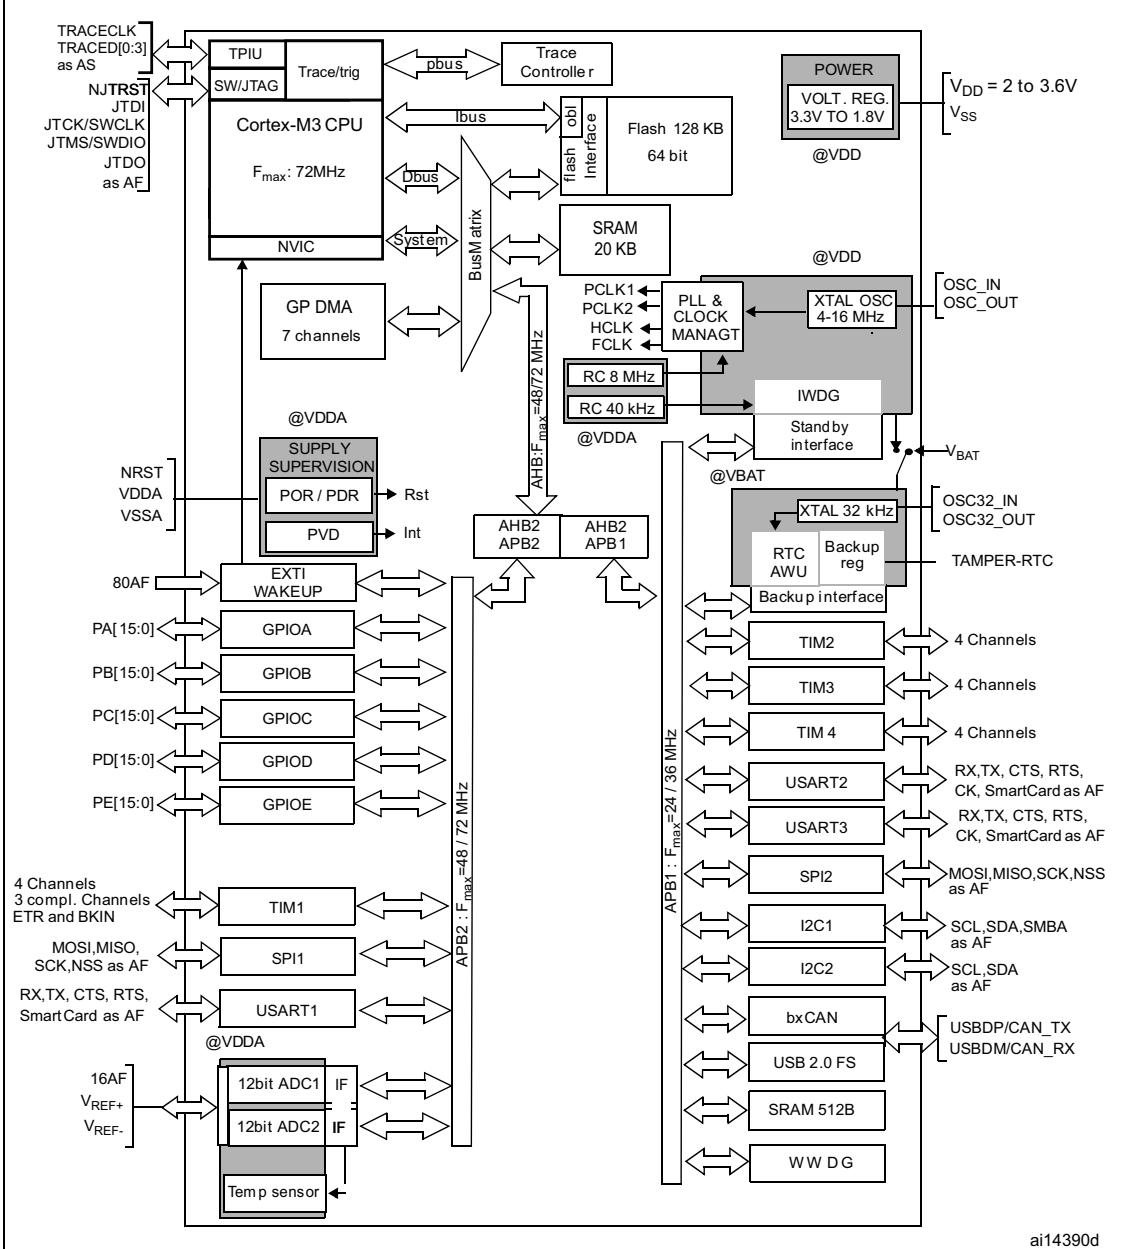 TRACECLK
TRACED[0:3]
as AS
NJTRST
JTDI
JTCK/SWCLK
JTMS/SWDIO
JTDO
as AF
TPIU
SW/JTAG
Trace/trig
Cortex-M3 CPU
Fmax: 72MHz
NVIC
pbus
Trace
Controller
Ibus
Dbus
System
BusMatrix
obl
flash
Interface
Flash 128 KB
64 bit
SRAM
20 KB
POWER
VOLT. REG.
3.3V TO 1.8V
@VDD
VDD = 2 to 3.6V
VSS
GP DMA
7 channels
AHB:Fmax=48/72 MHz
PCLK1
PCLK2
HCLK
FCLK
PLL &
CLOCK
MANAGT
@VDD
XTAL OSC
4-16 MHz
OSC_IN
OSC_OUT
RC 8 MHz
RC 40 kHz
@VDDA
IWDG
Standby
interface
@VBAT
VBAT
@VDDA
SUPPLY
SUPERVISION
POR / PDR
PVD
Rst
Int
NRST
VDDA
VSSA
AHB2
APB2
AHB2
APB1
XTAL 32 kHz
OSC32_IN
OSC32_OUT
RTC
AWU
Backup
reg
TAMPER-RTC
Backup interface
80AF
EXTI
WAKEUP
PA[15:0]
GPIOA
PB[15:0]
GPIOB
PC[15:0]
GPIOC
PD[15:0]
GPIOD
PE[15:0]
GPIOE
4 Channels
3 compl. Channels
ETR and BKIN
TIM1
MOSI,MISO,
SCK,NSS as AF
SPI1
RX,TX, CTS, RTS,
SmartCard as AF
USART1
@VDDA
16AF
VREF+
VREF-
12bit ADC1
IF
12bit ADC2
IF
Temp sensor
APB2 : Fmax=48 / 72 MHz
APB1 : Fmax=24 / 36 MHz
TIM2
4 Channels
TIM3
4 Channels
TIM 4
4 Channels
USART2
RX,TX, CTS, RTS,
CK, SmartCard as AF
USART3
RX,TX, CTS, RTS,
CK, SmartCard as AF
SPI2
MOSI,MISO,SCK,NSS
as AF
I2C1
SCL,SDA,SMBA
as AF
I2C2
SCL,SDA
as AF
bxCAN
USB 2.0 FS
USBDP/CAN_TX
USBDM/CAN_RX
SRAM 512B
WWDG
ai14390d